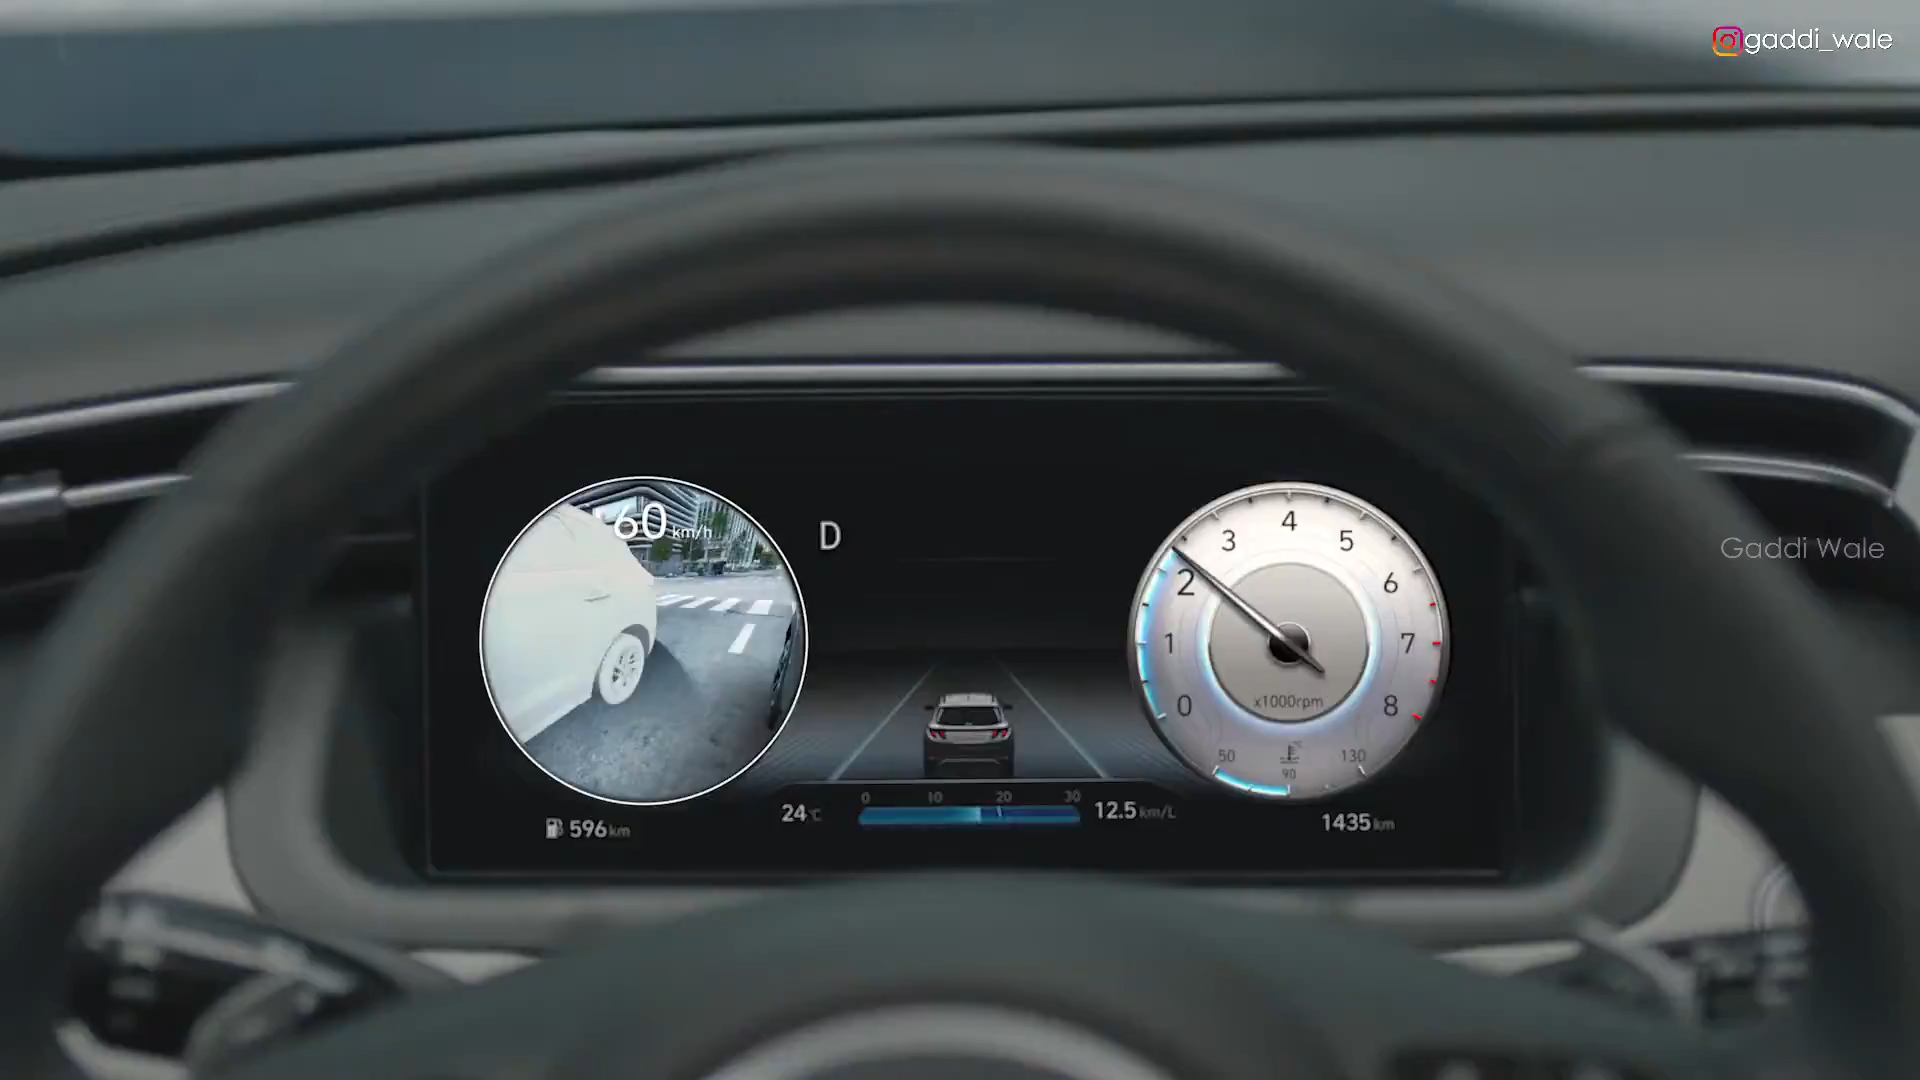 gaddi_wale
60 km/h
D
Gaddi Wale
0 1 2 3 4 5 6 7 8
x1000rpm
50 90 130
24°C
0 10 20 30
12.5 km/L
596 km
1435 km